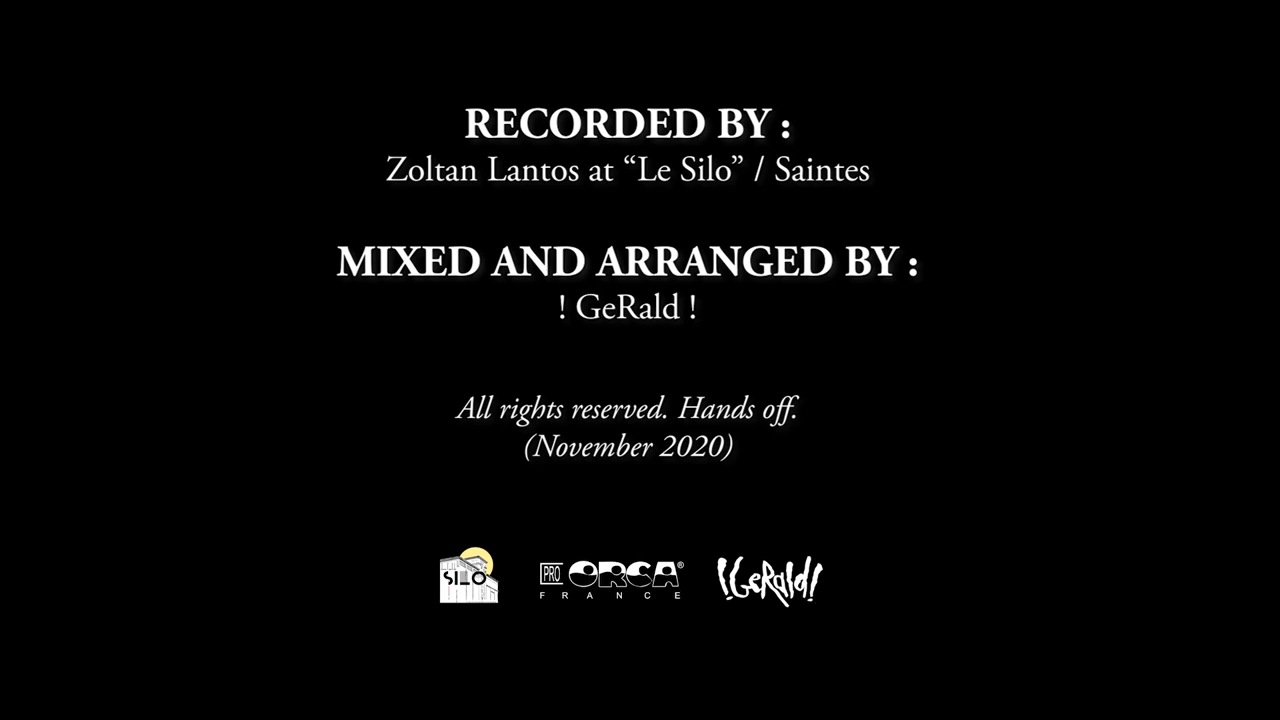 RECORDED BY :
Zoltan Lantos at “Le Silo” / Saintes
MIXED AND ARRANGED BY :
! GeRald !
All rights reserved. Hands off.
(November 2020)
SILO
PRO ORCA®
FRANCE
!GeRald!